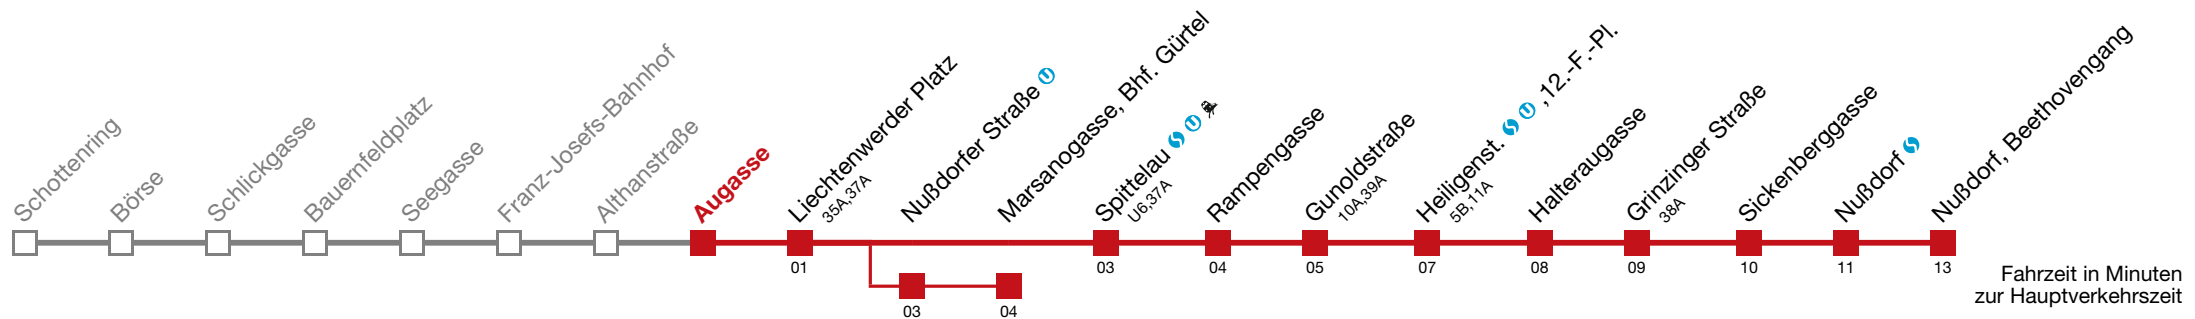 Schottenring
Börse
Schlickgasse
Bauernfeldplatz
Seegasse
Franz-Josefs-Bahnhof
Althanstraße
Augasse
Liechtenwerder Platz
35A,37A
Nußdorfer Straße U
Marsanogasse, Bhf. Gürtel
Spittelau S U
U6,37A
Rampengasse
Gunoldstraße
10A,39A
Heiligenst. S U ,12.-F.-Pl.
5B,11A
Halteraugasse
Grinzinger Straße
38A
Sickenberggasse
Nußdorf S
Nußdorf, Beethovengang
01
03
04
05
07
08
09
10
11
13
03
04
Fahrzeit in Minuten
zur Hauptverkehrszeit